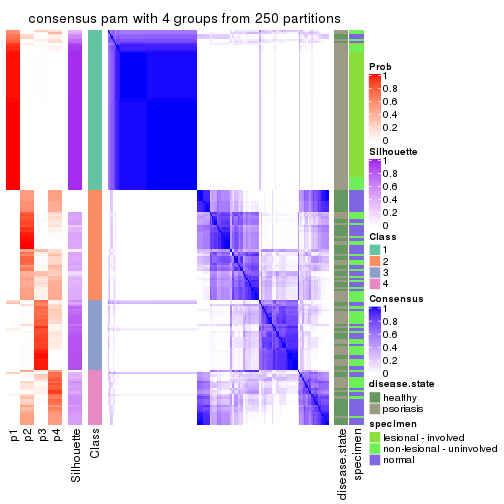 consensus pam with 4 groups from 250 partitions
Prob
1
0.8
0.6
0.4
0.2
0
Silhouette
1
0.8
0.6
0.4
0.2
0
Class
1
2
3
4
Consensus
1
0.8
0.6
0.4
0.2
0
disease.state
healthy
psoriasis
specimen
lesional - involved
non-lesional - uninvolved
normal
p1
p2
p3
p4
Silhouette
Class
disease.state
specimen